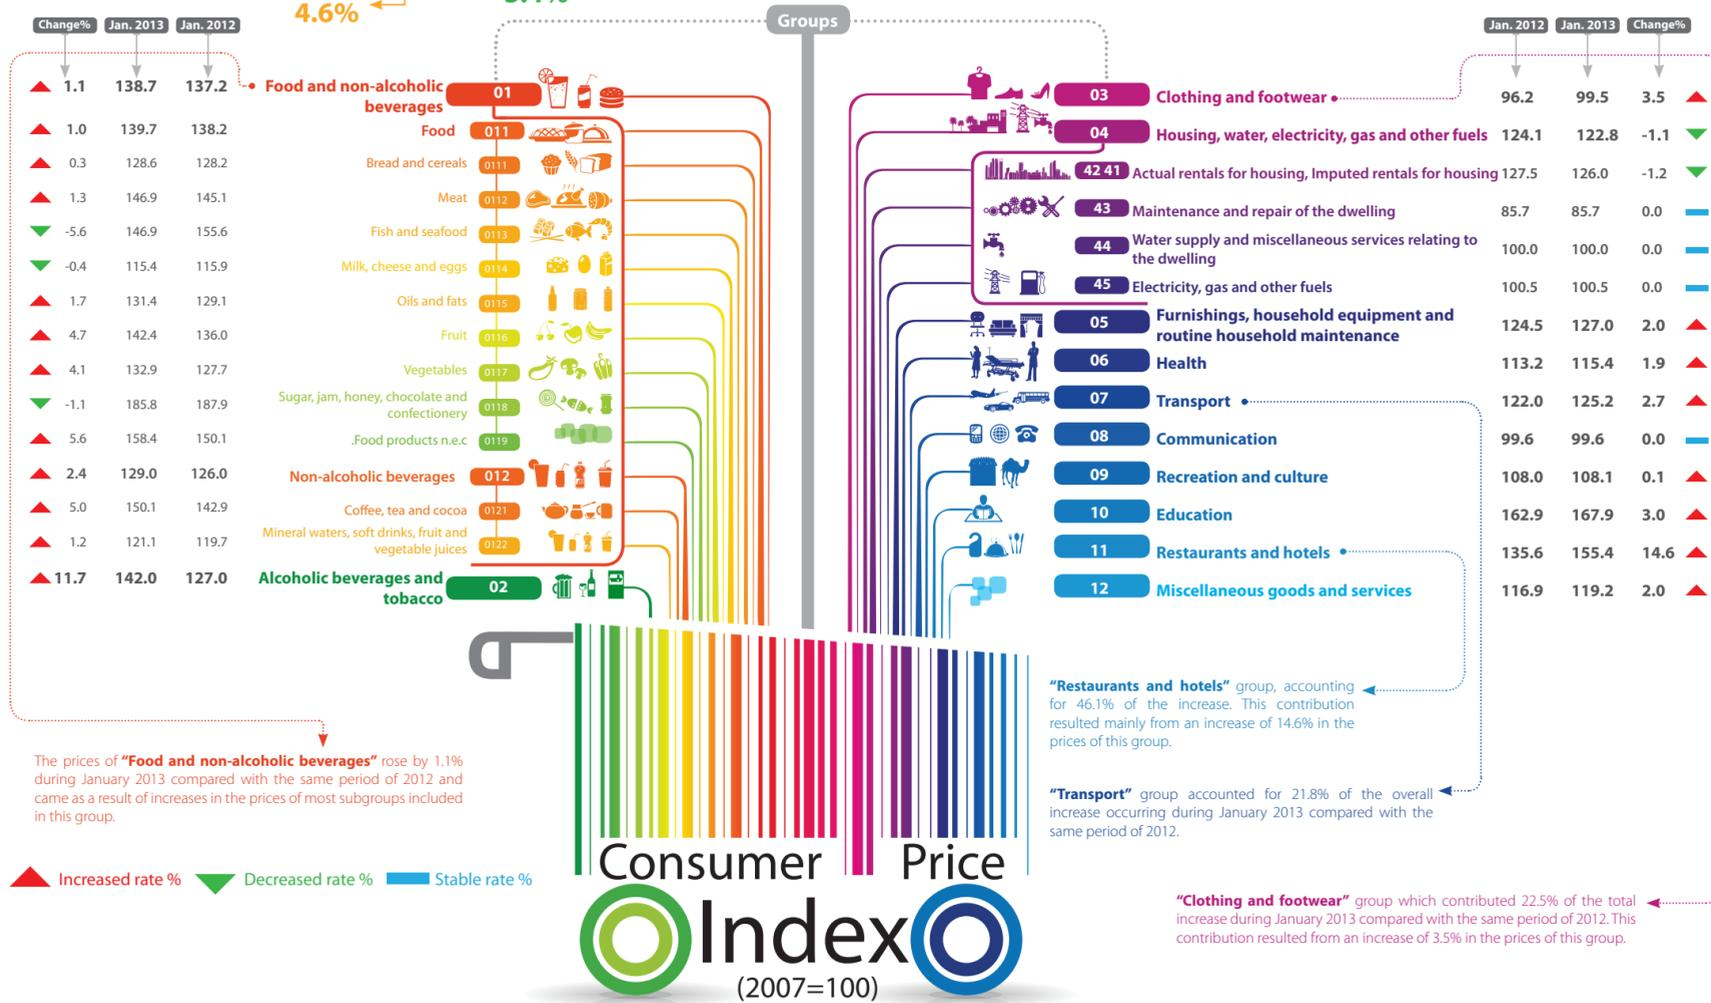 4.6%
Groups
Change% Jan. 2013 Jan. 2012
1.1 138.7 137.2 Food and non-alcoholic
beverages 01
1.0 139.7 138.2 Food 011
0.3 128.6 128.2 Bread and cereals 0111
1.3 146.9 145.1 Meat 0112
-5.6 146.9 155.6 Fish and seafood 0113
-0.4 115.4 115.9 Milk, cheese and eggs 0114
1.7 131.4 129.1 Oils and fats 0115
4.7 142.4 136.0 Fruit 0116
4.1 132.9 127.7 Vegetables 0117
-1.1 185.8 187.9 Sugar, jam, honey, chocolate and
confectionery 0118
5.6 158.4 150.1 .Food products n.e.c 0119
2.4 129.0 126.0 Non-alcoholic beverages 012
5.0 150.1 142.9 Coffee, tea and cocoa 0121
1.2 121.1 119.7 Mineral waters, soft drinks, fruit and
vegetable juices 0122
11.7 142.0 127.0 Alcoholic beverages and
tobacco 02
Jan. 2012 Jan. 2013 Change%
03 Clothing and footwear 96.2 99.5 3.5
04 Housing, water, electricity, gas and other fuels 124.1 122.8 -1.1
42 41 Actual rentals for housing, Imputed rentals for housing 127.5 126.0 -1.2
43 Maintenance and repair of the dwelling 85.7 85.7 0.0
44 Water supply and miscellaneous services relating to
the dwelling 100.0 100.0 0.0
45 Electricity, gas and other fuels 100.5 100.5 0.0
05 Furnishings, household equipment and
routine household maintenance 124.5 127.0 2.0
06 Health 113.2 115.4 1.9
07 Transport 122.0 125.2 2.7
08 Communication 99.6 99.6 0.0
09 Recreation and culture 108.0 108.1 0.1
10 Education 162.9 167.9 3.0
11 Restaurants and hotels 135.6 155.4 14.6
12 Miscellaneous goods and services 116.9 119.2 2.0
The prices of “Food and non-alcoholic beverages” rose by 1.1%
during January 2013 compared with the same period of 2012 and
came as a result of increases in the prices of most subgroups included
in this group.
“Restaurants and hotels” group, accounting
for 46.1% of the increase. This contribution
resulted mainly from an increase of 14.6% in the
prices of this group.
“Transport” group accounted for 21.8% of the overall
increase occurring during January 2013 compared with the
same period of 2012.
“Clothing and footwear” group which contributed 22.5% of the total
increase during January 2013 compared with the same period of 2012. This
contribution resulted from an increase of 3.5% in the prices of this group.
Increased rate % Decreased rate % Stable rate %
Consumer Price
Index
(2007=100)